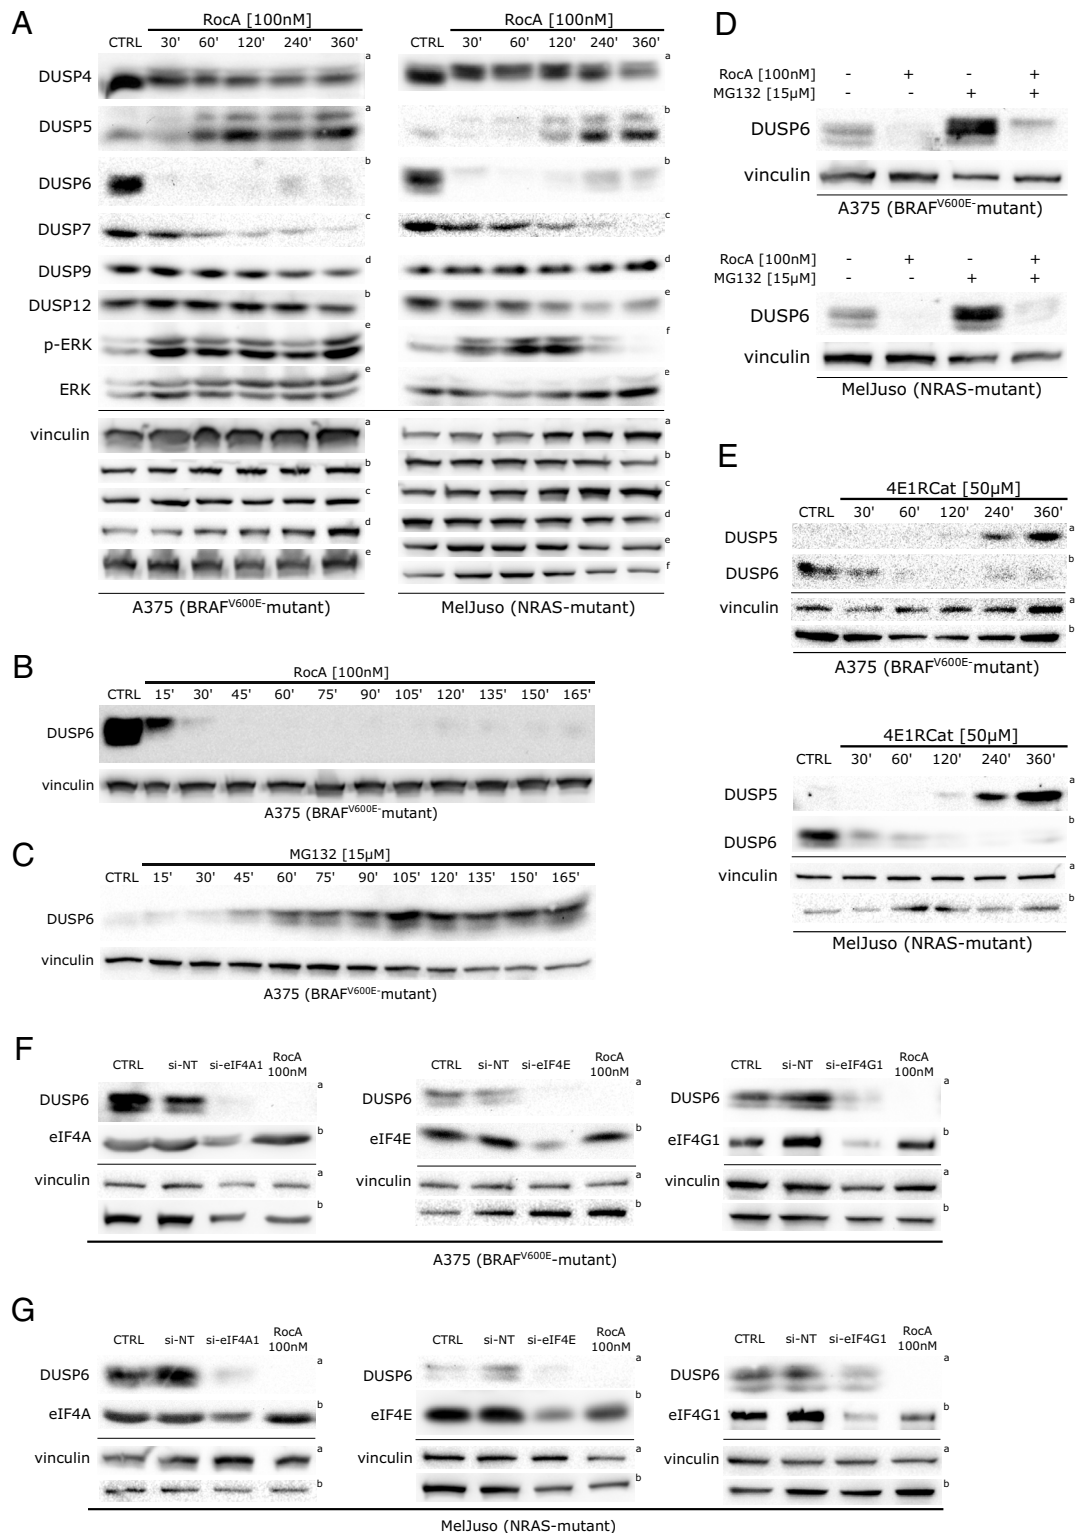 A
RocA [100nM]
CTRL 30' 60' 120' 240' 360'
RocA [100nM]
CTRL 30' 60' 120' 240' 360'
DUSP4 a a
DUSP5 a b
DUSP6 b b
DUSP7 c c
DUSP9 d d
DUSP12 b e
p-ERK e f
ERK e e
vinculin a a
b b
c c
d d
e e
f
A375 (BRAFV600E-mutant)
MelJuso (NRAS-mutant)
B
RocA [100nM]
CTRL 15' 30' 45' 60' 75' 90' 105' 120' 135' 150' 165'
DUSP6
vinculin
A375 (BRAFV600E-mutant)
C
MG132 [15µM]
CTRL 15' 30' 45' 60' 75' 90' 105' 120' 135' 150' 165'
DUSP6
vinculin
A375 (BRAFV600E-mutant)
D
RocA [100nM] - + - +
MG132 [15µM] - - + +
DUSP6
vinculin
A375 (BRAFV600E-mutant)
RocA [100nM] - + - +
MG132 [15µM] - - + +
DUSP6
vinculin
MelJuso (NRAS-mutant)
E
4E1RCat [50µM]
CTRL 30' 60' 120' 240' 360'
DUSP5 a
DUSP6 b
vinculin a
b
A375 (BRAFV600E-mutant)
4E1RCat [50µM]
CTRL 30' 60' 120' 240' 360'
DUSP5 a
DUSP6 b
vinculin a
b
MelJuso (NRAS-mutant)
F
CTRL si-NT si-eIF4A1 RocA 100nM
DUSP6 a
eIF4A b
vinculin a
b
CTRL si-NT si-eIF4E RocA 100nM
DUSP6 a
eIF4E b
vinculin a
b
CTRL si-NT si-eIF4G1 RocA 100nM
DUSP6 a
eIF4G1 b
vinculin a
b
A375 (BRAFV600E-mutant)
G
CTRL si-NT si-eIF4A1 RocA 100nM
DUSP6 a
eIF4A b
vinculin a
b
CTRL si-NT si-eIF4E RocA 100nM
DUSP6 a
eIF4E b
vinculin a
b
CTRL si-NT si-eIF4G1 RocA 100nM
DUSP6 a
eIF4G1 b
vinculin a
b
MelJuso (NRAS-mutant)